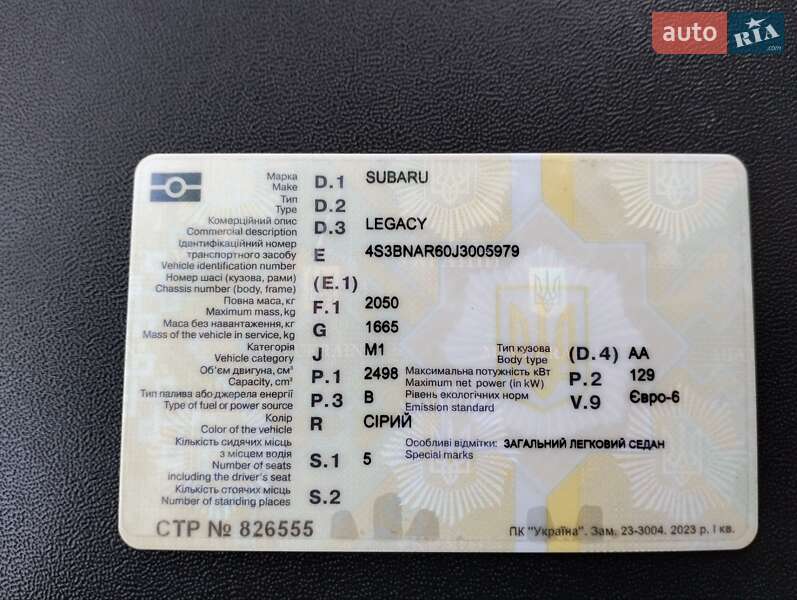 auto RIA .com
Марка
Make D.1 SUBARU
Тип
Type D.2
Комерційний опис
Commercial description D.3 LEGACY
Ідентифікаційний номер
транспортного засобу
Vehicle identification number E 4S3BNAR60J3005979
Номер шасі (кузова, рами)
Chassis number (body, frame) (E.1)
Повна маса, кг
Maximum mass, kg F.1 2050
Маса без навантаження, кг
Mass of the vehicle in service, kg G 1665
Категорія
Vehicle category J M1
Тип кузова
Body type (D.4) АА
Об'єм двигуна, см³
Capacity, cm³ P.1 2498
Максимальна потужність кВт
Maximum net power (in kW) P.2 129
Тип палива або джерела енергії
Type of fuel or power source P.3 B
Рівень екологічних норм
Emission standard V.9 Євро-6
Колір
Color of the vehicle R СІРИЙ
Кількість сидячих місць
з місцем водія
Number of seats
including the driver's seat S.1 5
Особливі відмітки: ЗАГАЛЬНИЙ ЛЕГКОВИЙ СЕДАН
Special marks
Кількість стоячих місць
Number of standing places S.2
СТР № 826555
ПК "Україна". Зам. 23-3004. 2023 р. І кв.